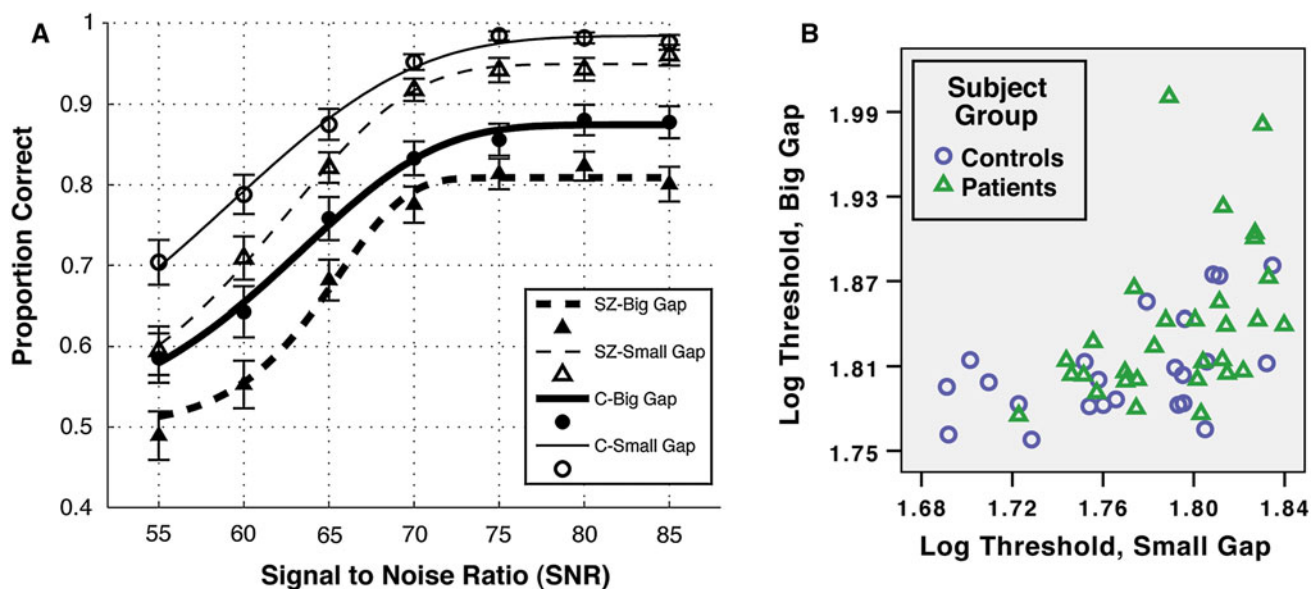 A
Proportion Correct
1
0.9
0.8
0.7
0.6
0.5
0.4
55 60 65 70 75 80 85
Signal to Noise Ratio (SNR)
SZ-Big Gap
SZ-Small Gap
C-Big Gap
C-Small Gap
B
Log Threshold, Big Gap
1.99
1.93
1.87
1.81
1.75
Subject
Group
Controls
Patients
1.68 1.72 1.76 1.80 1.84
Log Threshold, Small Gap